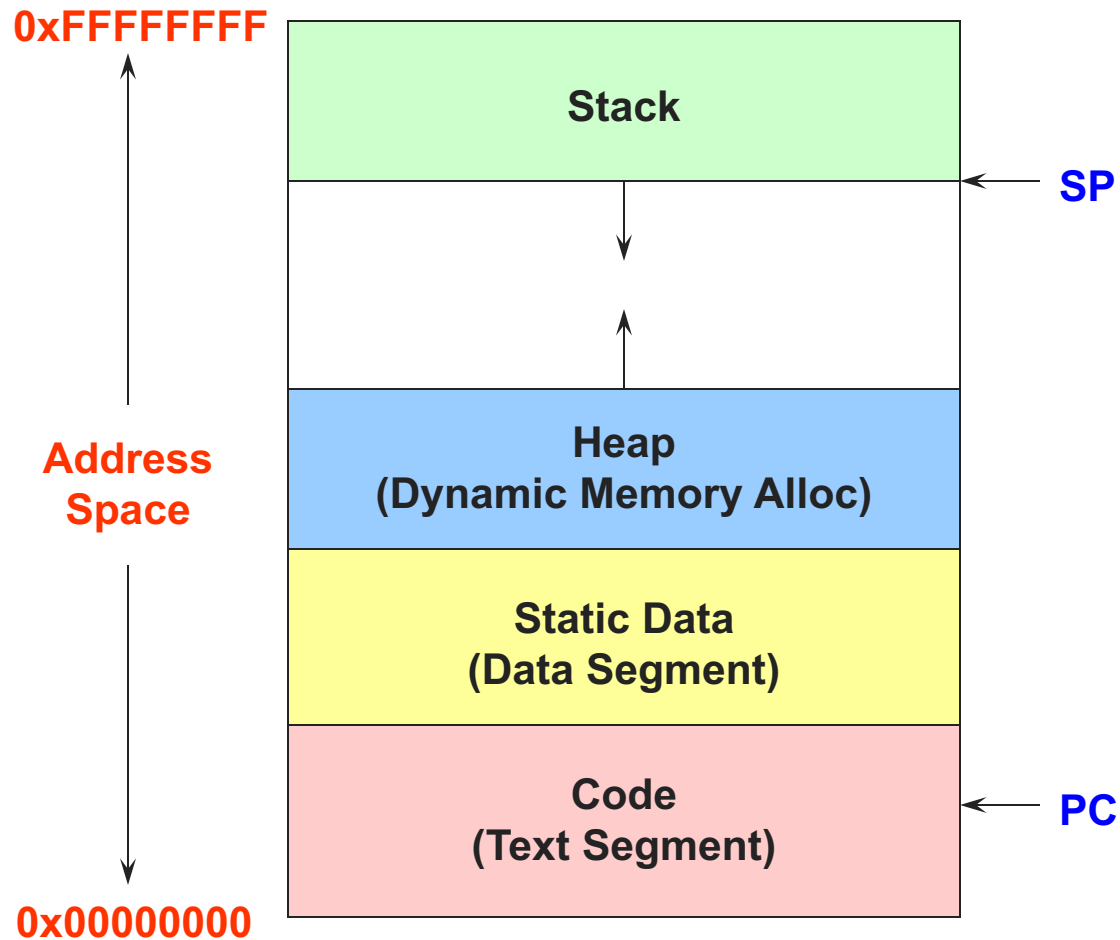 0xFFFFFFFF
Stack
SP
Heap
(Dynamic Memory Alloc)
Address
Space
Static Data
(Data Segment)
Code
(Text Segment)
PC
0x00000000